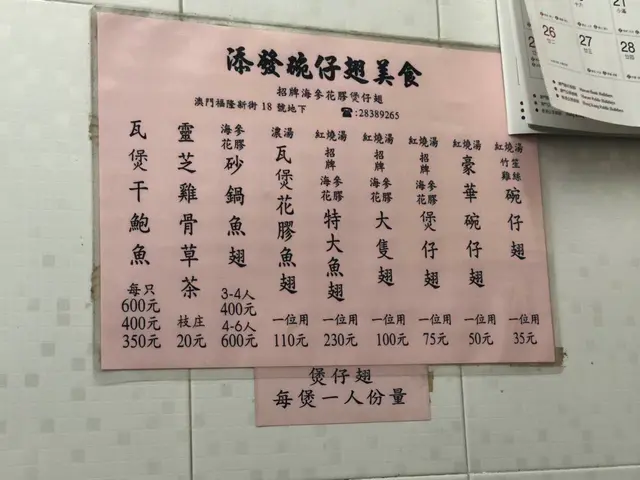 添發碗仔翅美食
招牌海參花膠煲仔翅
澳門福隆新街 18 號地下 ☎:28389265
紅燒湯 竹笙雞絲 碗仔翅 一位用 35元
紅燒湯 豪華碗仔翅 一位用 50元
紅燒湯 招牌 海參花膠 煲仔翅 一位用 75元
紅燒湯 招牌 海參花膠 大隻翅 一位用 100元
紅燒湯 招牌 海參花膠 特大魚翅 一位用 230元
濃湯 瓦煲花膠魚翅 一位用 110元
海參花膠 砂鍋魚翅 3-4人 400元 4-6人 600元
靈芝雞骨草茶 枝庄 20元
瓦煲干鮑魚 每只 600元 400元 350元
煲仔翅
每煲一人份量
21
26 27 28